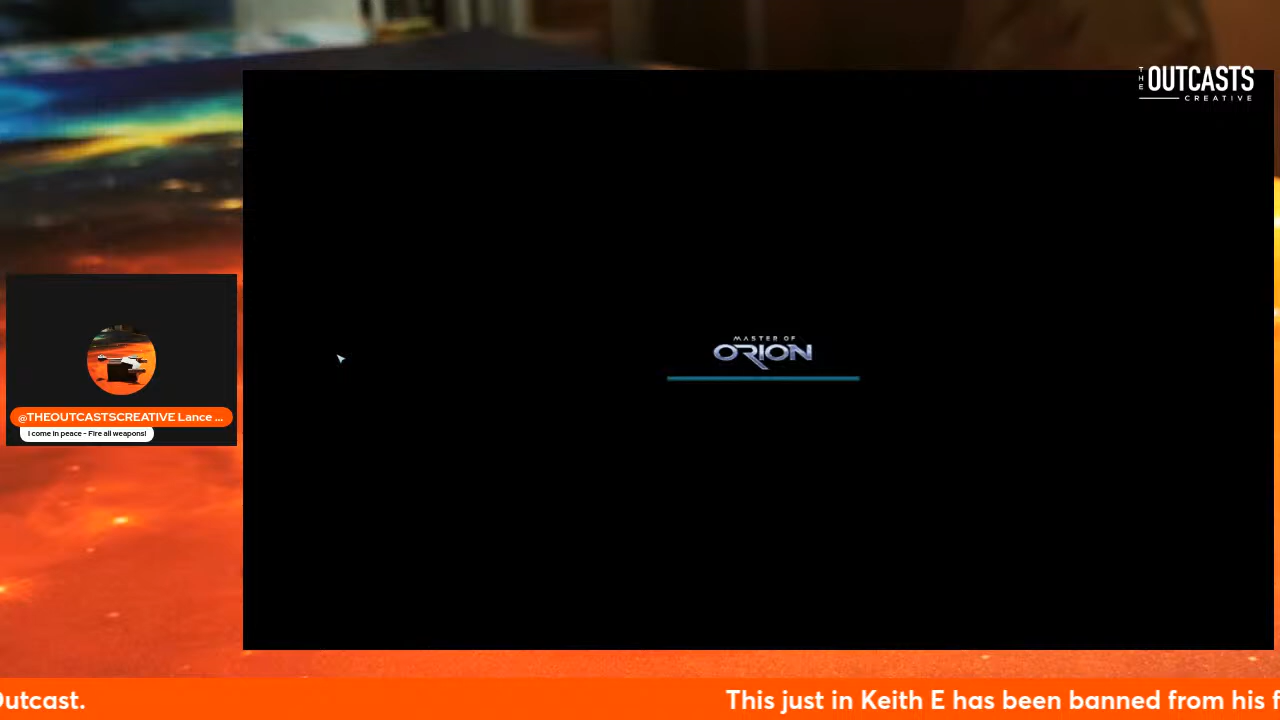 THE OUTCASTS
CREATIVE
MASTER OF
ORION
@THEOUTCASTSCREATIVE Lance ...
I come in peace - Fire all weapons!
Outcast.
This just in Keith E has been banned from his f